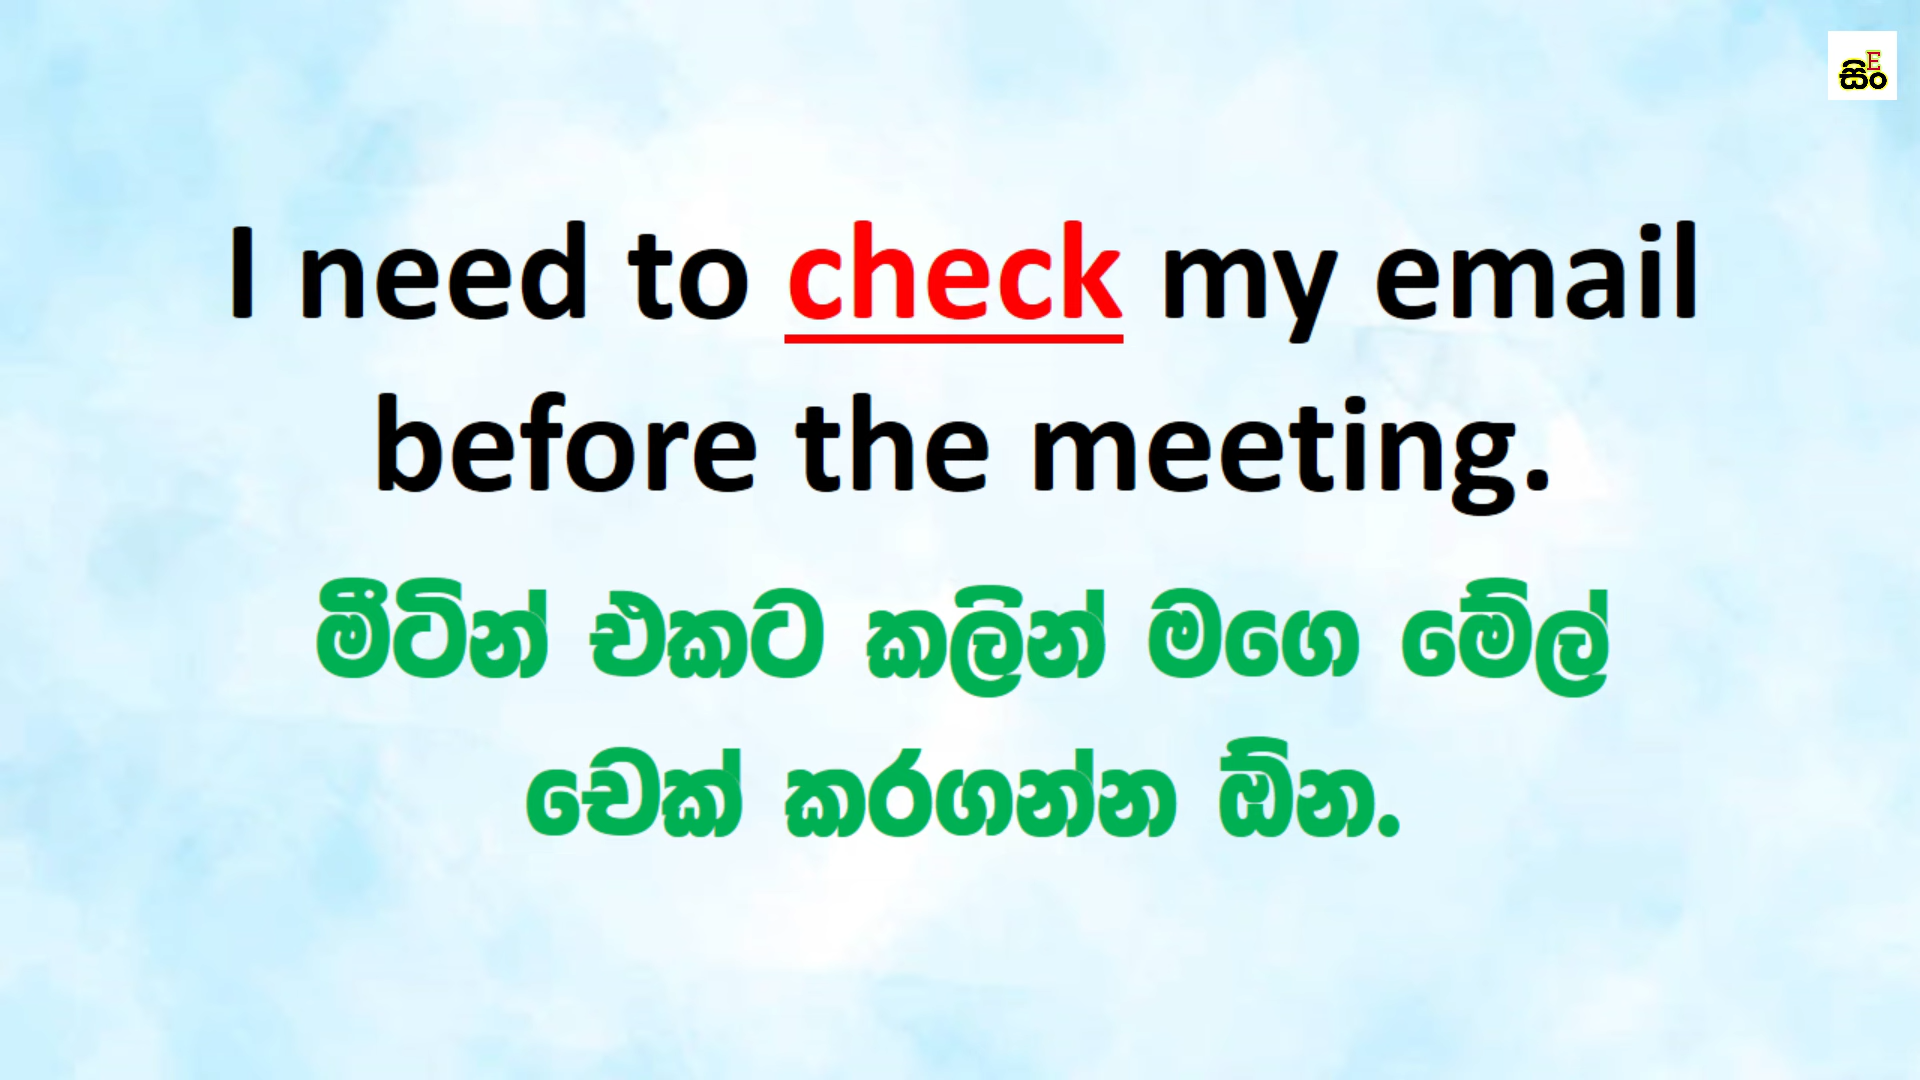 සිං
E
I need to check my email
before the meeting.
මීටින් එකට කලින් මගෙ මේල්
චෙක් කරගන්න ඕන.